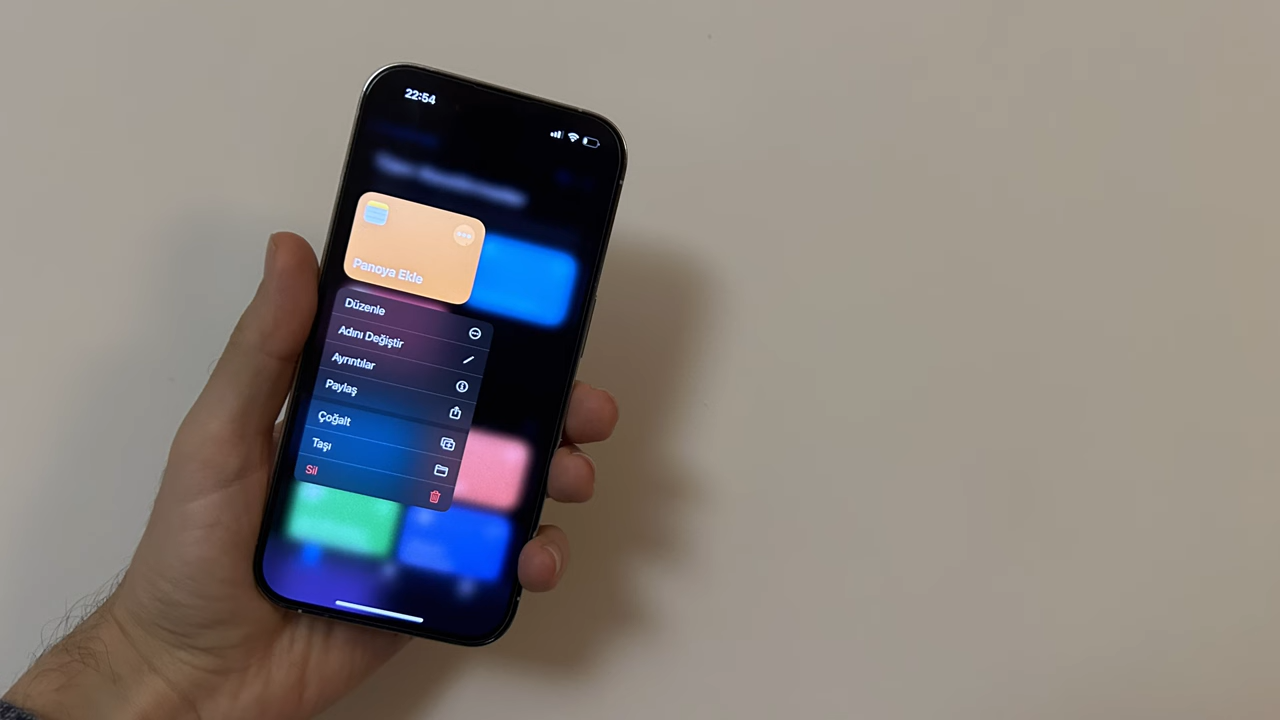 22:54
Panoya Ekle
Düzenle
Adını Değiştir
Ayrıntılar
Paylaş
Çoğalt
Taşı
Sil